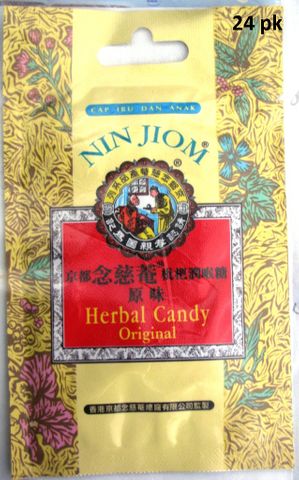 24 pk
CAP IBU DAN ANAK
NIN JIOM®
®
京都念慈菴枇杷潤喉糖
原味
Herbal Candy
Original
香港京都念慈菴總廠有限公司監製